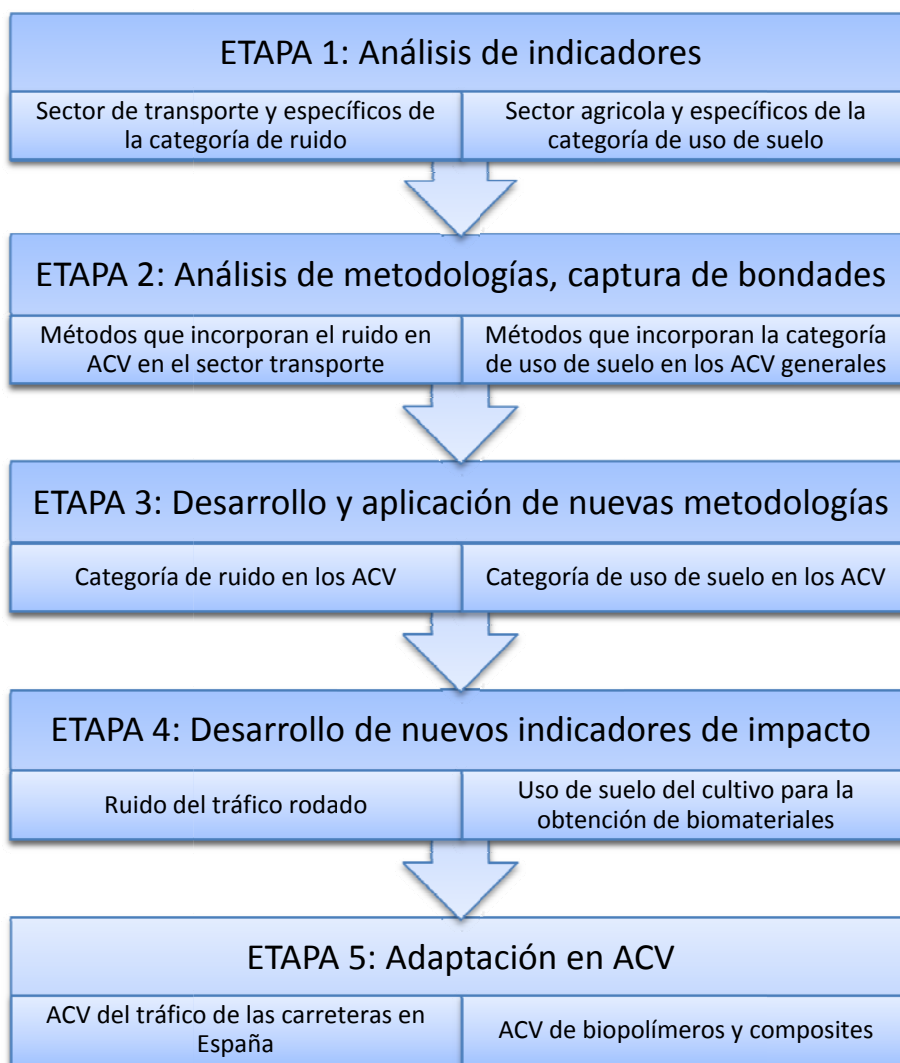 ETAPA 1: Análisis de indicadores
Sector de transporte y específicos de
la categoría de ruido
Sector agricola y específicos de la
categoría de uso de suelo
ETAPA 2: Análisis de metodologías, captura de bondades
Métodos que incorporan el ruido en
ACV en el sector transporte
Métodos que incorporan la categoría
de uso de suelo en los ACV generales
ETAPA 3: Desarrollo y aplicación de nuevas metodologías
Categoría de ruido en los ACV
Categoría de uso de suelo en los ACV
ETAPA 4: Desarrollo de nuevos indicadores de impacto
Ruido del tráfico rodado
Uso de suelo del cultivo para la
obtención de biomateriales
ETAPA 5: Adaptación en ACV
ACV del tráfico de las carreteras en
España
ACV de biopolímeros y composites